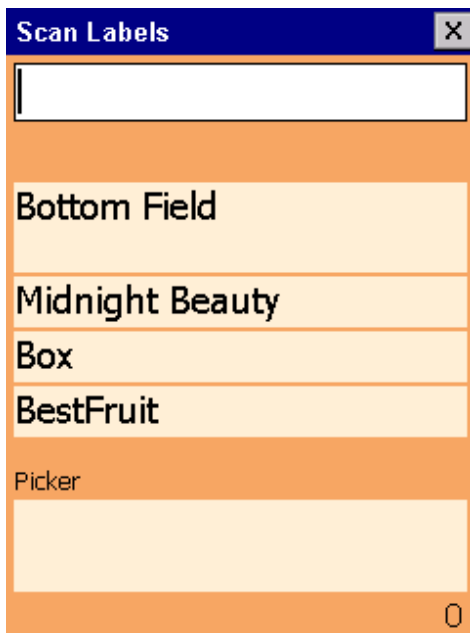 Scan Labels
Bottom Field
Midnight Beauty
Box
BestFruit
Picker
0